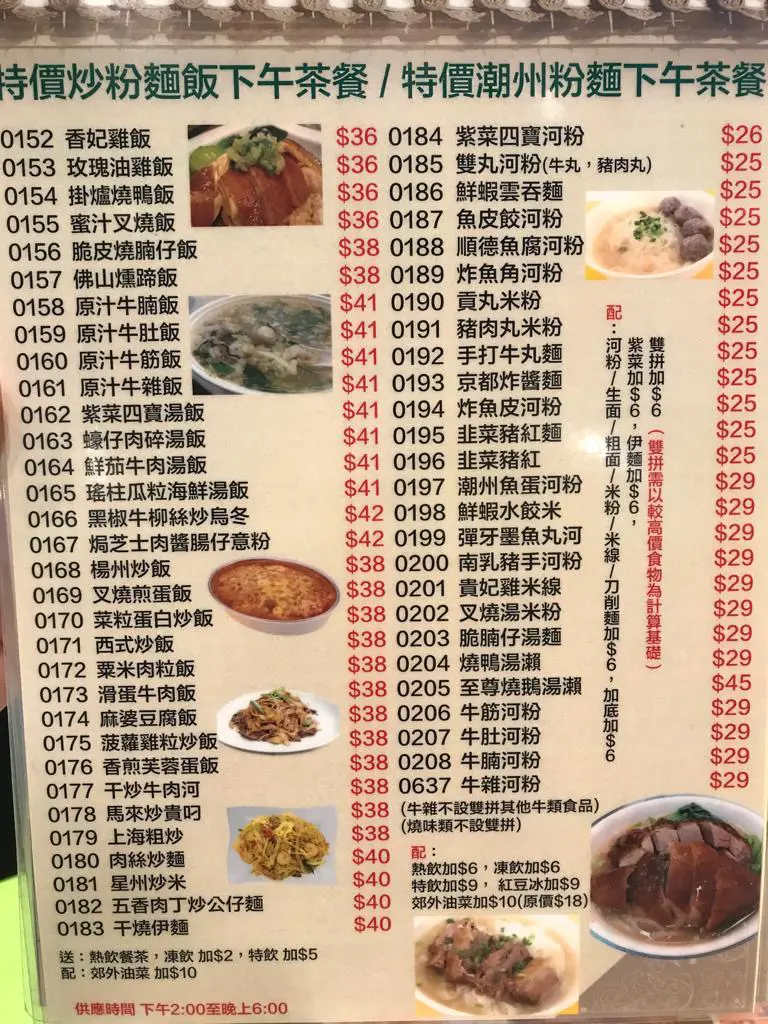 特價炒粉麵飯下午茶餐 / 特價潮州粉麵下午茶餐
0152 香妃雞飯 $36
0153 玫瑰油雞飯 $36
0154 掛爐燒鴨飯 $36
0155 蜜汁叉燒飯 $36
0156 脆皮燒腩仔飯 $38
0157 佛山燻蹄飯 $38
0158 原汁牛腩飯 $41
0159 原汁牛肚飯 $41
0160 原汁牛筋飯 $41
0161 原汁牛雜飯 $41
0162 紫菜四寶湯飯 $41
0163 蠔仔肉碎湯飯 $41
0164 鮮茄牛肉湯飯 $41
0165 瑤柱瓜粒海鮮湯飯 $41
0166 黑椒牛柳絲炒烏冬 $42
0167 焗芝士肉醬腸仔意粉 $42
0168 楊州炒飯 $38
0169 叉燒煎蛋飯 $38
0170 菜粒蛋白炒飯 $38
0171 西式炒飯 $38
0172 粟米肉粒飯 $38
0173 滑蛋牛肉飯 $38
0174 麻婆豆腐飯 $38
0175 菠蘿雞粒炒飯 $38
0176 香煎芙蓉蛋飯 $38
0177 干炒牛肉河 $38
0178 馬來炒貴叼 $38
0179 上海粗炒 $38
0180 肉絲炒麵 $40
0181 星州炒米 $40
0182 五香肉丁炒公仔麵 $40
0183 干燒伊麵 $40
送：熱飲餐茶，凍飲 加$2，特飲 加$5
配：郊外油菜 加$10
供應時間 下午2:00至晚上6:00
0184 紫菜四寶河粉 $26
0185 雙丸河粉(牛丸，豬肉丸) $25
0186 鮮蝦雲吞麵 $25
0187 魚皮餃河粉 $25
0188 順德魚腐河粉 $25
0189 炸魚角河粉 $25
0190 貢丸米粉 $25
0191 豬肉丸米粉 $25
0192 手打牛丸麵 $25
0193 京都炸醬麵 $25
0194 炸魚皮河粉 $25
0195 韭菜豬紅麵 $25
0196 韭菜豬紅 $25
0197 潮州魚蛋河粉 $29
0198 鮮蝦水餃米 $29
0199 彈牙墨魚丸河 $29
0200 南乳豬手河粉 $29
0201 貴妃雞米線 $29
0202 叉燒湯米粉 $29
0203 脆腩仔湯麵 $29
0204 燒鴨湯瀨 $29
0205 至尊燒鵝湯瀨 $45
0206 牛筋河粉 $29
0207 牛肚河粉 $29
0208 牛腩河粉 $29
0637 牛雜河粉 $29
(牛雜不設雙拼其他牛類食品)
(燒味類不設雙拼)
雙拼加$6（雙拼需以較高價食物為計算基礎）
紫菜加$6，伊麵加$6，
配：河粉/生面/粗面/米粉/米線/刀削麵加$6，加底加$6
配：
熱飲加$6，凍飲加$6
特飲加$9，紅豆冰加$9
郊外油菜加$10(原價$18)